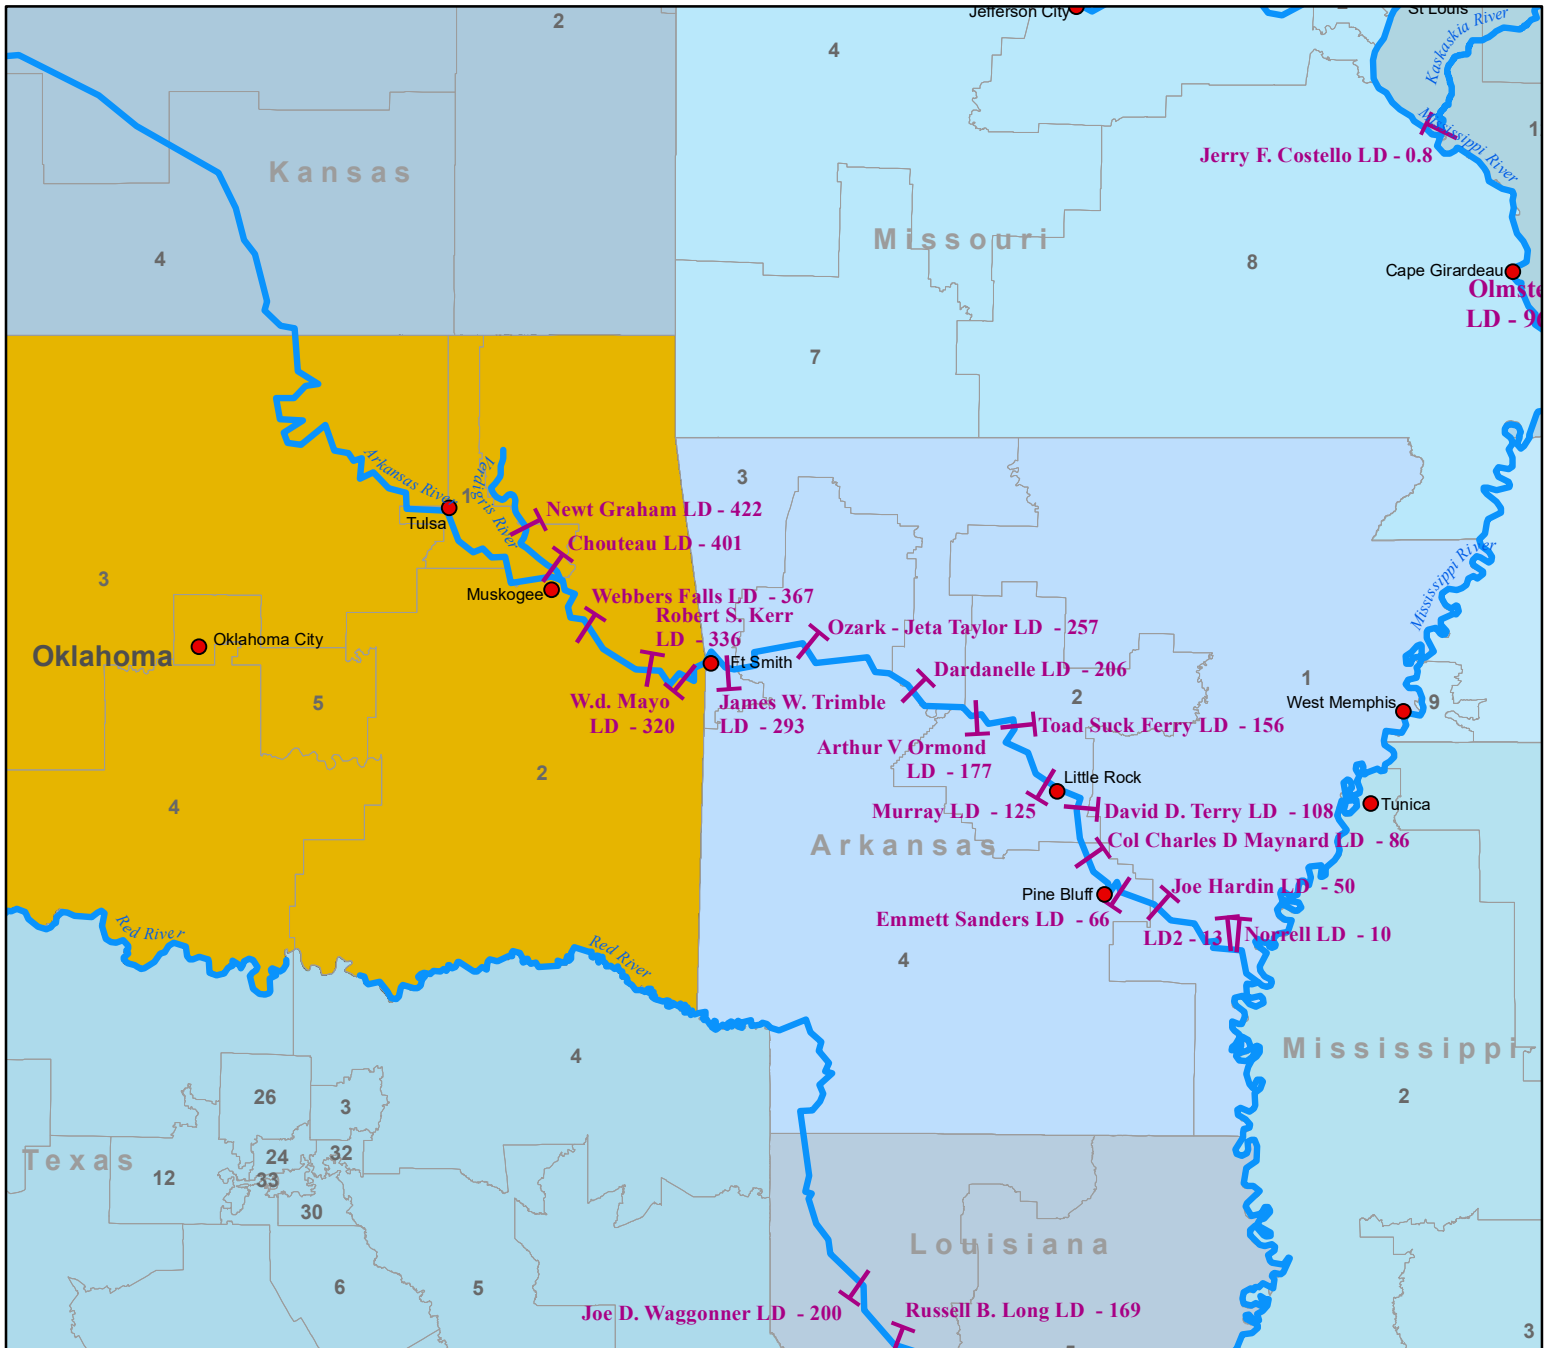 Jefferson City
St Louis
2
4
Kaskaskia River
Mississippi River
1
Jerry F. Costello LD - 0.8
Kansas
Missouri
4
8
Cape Girardeau
Olmste
LD - 9
7
3
Arkansas River
Verdigris River
1
Tulsa
Newt Graham LD - 422
Chouteau LD - 401
Mississippi River
3
Muskogee
Webbers Falls LD - 367
Robert S. Kerr
LD - 336
Ozark - Jeta Taylor LD - 257
Oklahoma City
Oklahoma
Ft Smith
Dardanelle LD - 206
1
2
5
W.d. Mayo
LD - 320
James W. Trimble
LD - 293
West Memphis
9
Toad Suck Ferry LD - 156
Arthur V Ormond
LD - 177
2
4
Little Rock
Murray LD - 125
David D. Terry LD - 108
Tunica
Arkansas
Col Charles D Maynard LD - 86
Pine Bluff
Joe Hardin LD - 50
Emmett Sanders LD - 66
LD2 - 13
Norrell LD - 10
Red River
Red River
4
Mississippi
4
2
26
3
Texas
24
32
12
33
30
Louisiana
6
5
Joe D. Waggonner LD - 200
Russell B. Long LD - 169
3